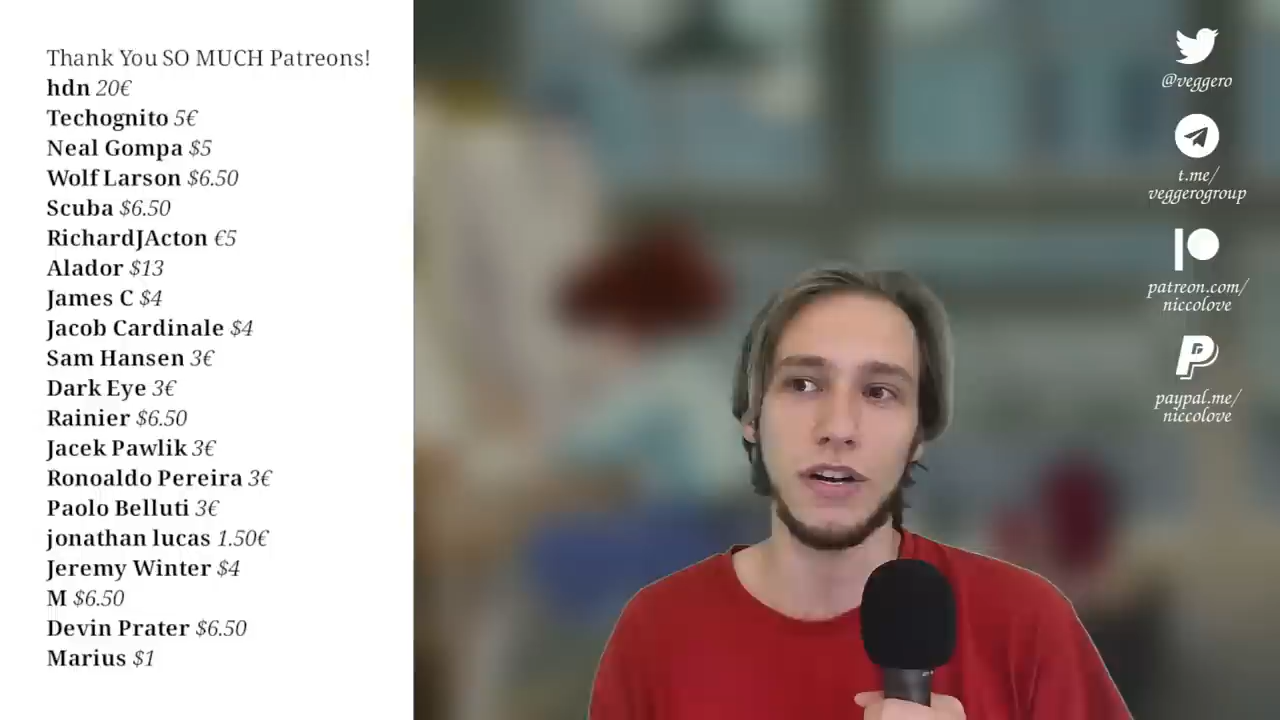 Thank You SO MUCH Patreons!
hdn 20€
Techognito 5€
Neal Gompa $5
Wolf Larson $6.50
Scuba $6.50
RichardJActon €5
Alador $13
James C $4
Jacob Cardinale $4
Sam Hansen 3€
Dark Eye 3€
Rainier $6.50
Jacek Pawlik 3€
Ronoaldo Pereira 3€
Paolo Belluti 3€
jonathan lucas 1.50€
Jeremy Winter $4
M $6.50
Devin Prater $6.50
Marius $1
@veggero
t.me/
veggerogroup
patreon.com/
niccolove
paypal.me/
niccolove